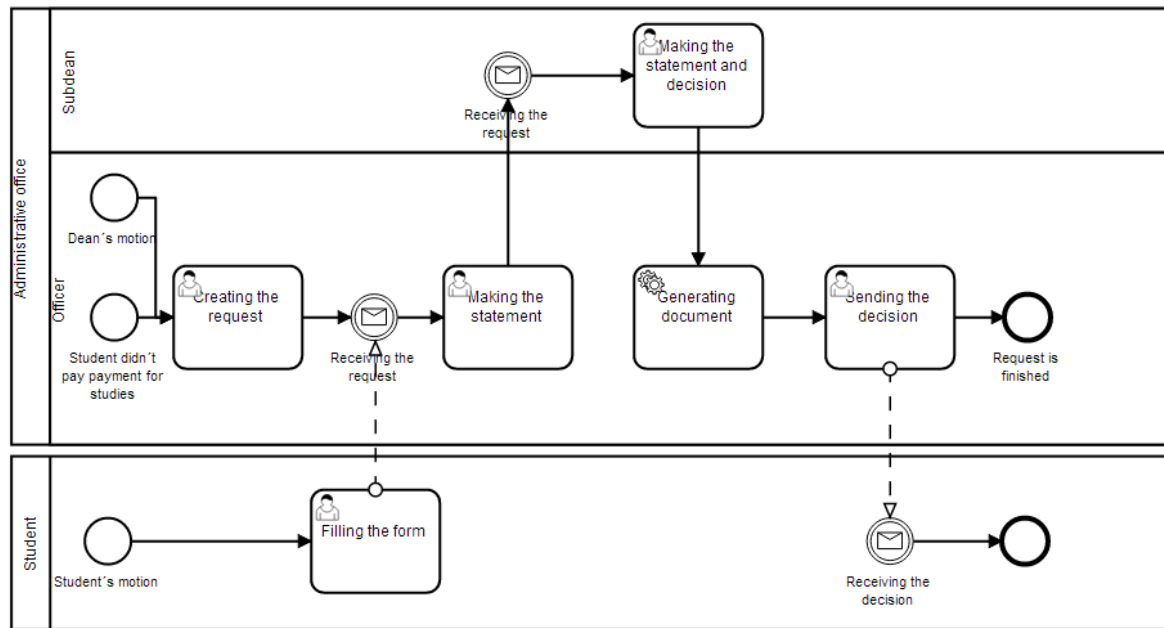 Administrative office
Subdean
Making the
statement and
decision
Receiving the
request
Officer
Dean´s motion
Student didn´t
pay payment for
studies
Creating the
request
Receiving the
request
Making the
statement
Generating
document
Sending the
decision
Request is
finished
Student
Student´s motion
Filling the form
Receiving the
decision